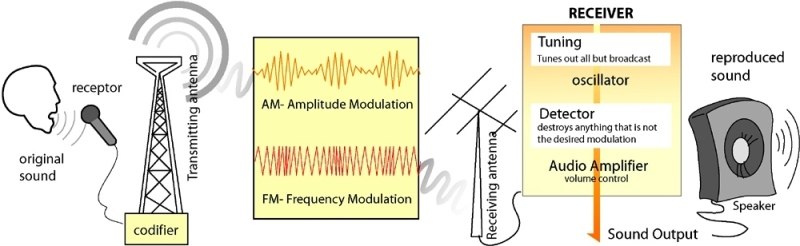 original
sound
receptor
codifier
Transmitting antenna
AM- Amplitude Modulation
FM- Frequency Modulation
Receiving antenna
RECEIVER
Tuning
Tunes out all but broadcast
oscillator
Detector
destroys anything that is not
the desired modulation
Audio Amplifier
volume control
Sound Output
reproduced
sound
Speaker